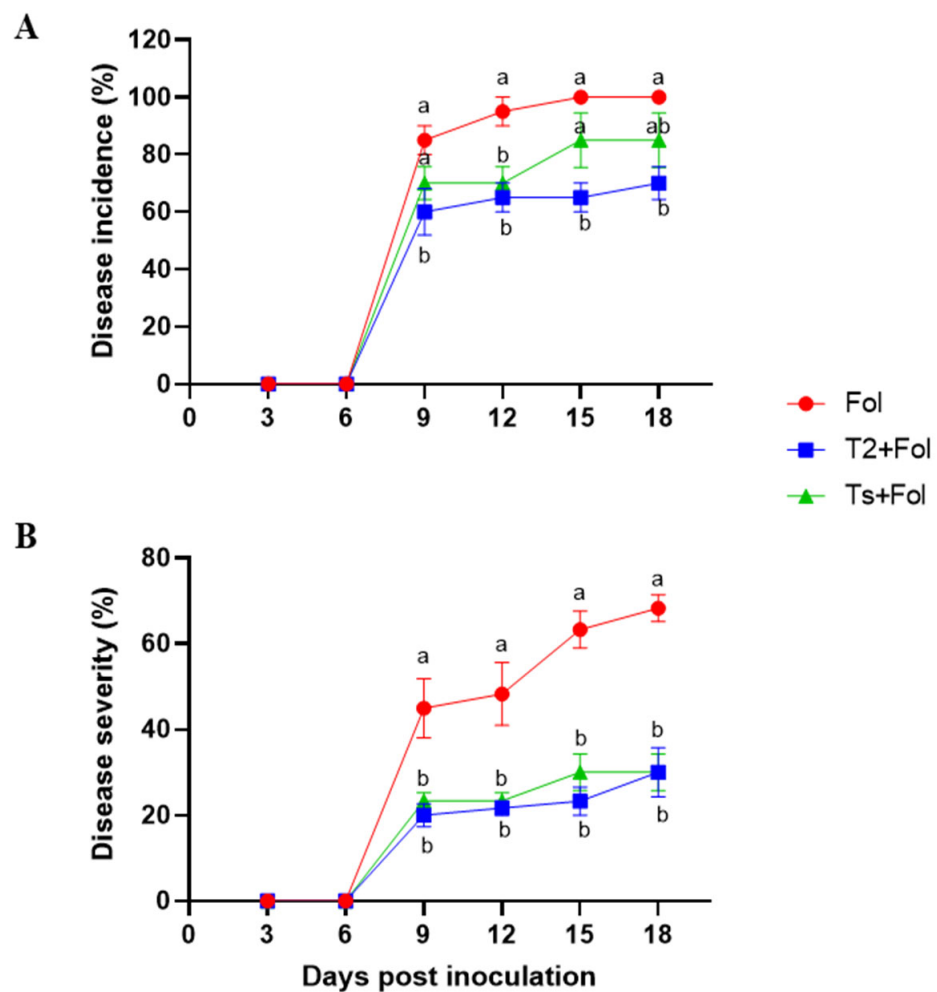 A
120
100
80
60
40
20
0
Disease incidence (%)
a
a
a
a
a
b
a
ab
b
b
b
b
0 3 6 9 12 15 18
Fol
T2+Fol
Ts+Fol
B
80
60
40
20
0
Disease severity (%)
a
a
a
a
b
b
b
b
b
b
b
b
0 3 6 9 12 15 18
Days post inoculation